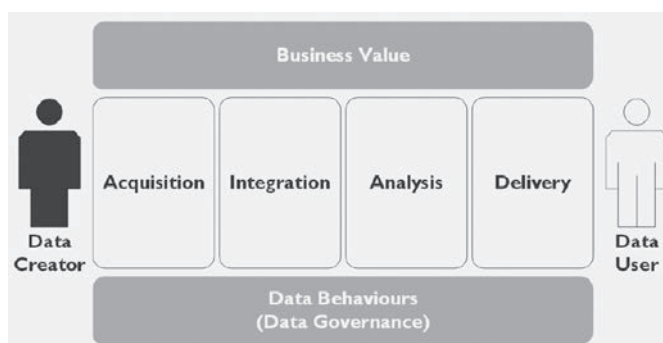 Business Value
Acquisition
Integration
Analysis
Delivery
Data
Creator
Data
User
Data Behaviours
(Data Governance)